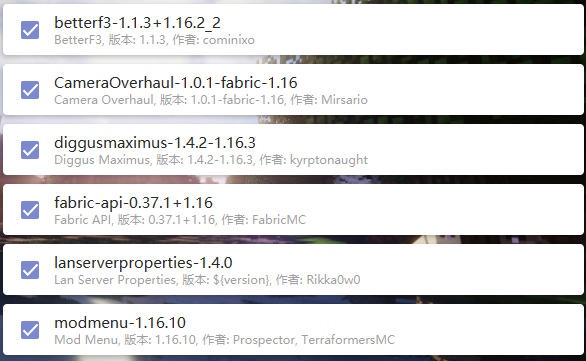 betterf3-1.1.3+1.16.2_2
BetterF3, 版本: 1.1.3, 作者: cominixo
CameraOverhaul-1.0.1-fabric-1.16
Camera Overhaul, 版本: 1.0.1-fabric-1.16, 作者: Mirsario
diggusmaximus-1.4.2-1.16.3
Diggus Maximus, 版本: 1.4.2-1.16.3, 作者: kyrptonaught
fabric-api-0.37.1+1.16
Fabric API, 版本: 0.37.1+1.16, 作者: FabricMC
lanserverproperties-1.4.0
Lan Server Properties, 版本: ${version}, 作者: Rikka0w0
modmenu-1.16.10
Mod Menu, 版本: 1.16.10, 作者: Prospector, TerraformersMC